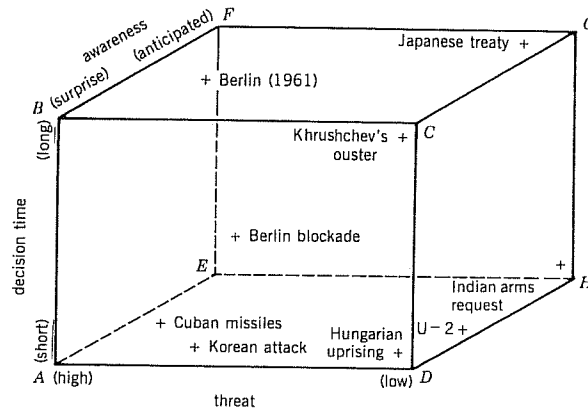 F
awareness
(anticipated)
Japanese treaty +
(surprise)
+ Berlin (1961)
B
C
(long)
Khrushchev's +
ouster
decision time
+ Berlin blockade
E
+
H
Indian arms
request
+ Cuban missiles
Hungarian
U-2 +
+ Korean attack
uprising +
(short)
A (high)
(low) D
threat